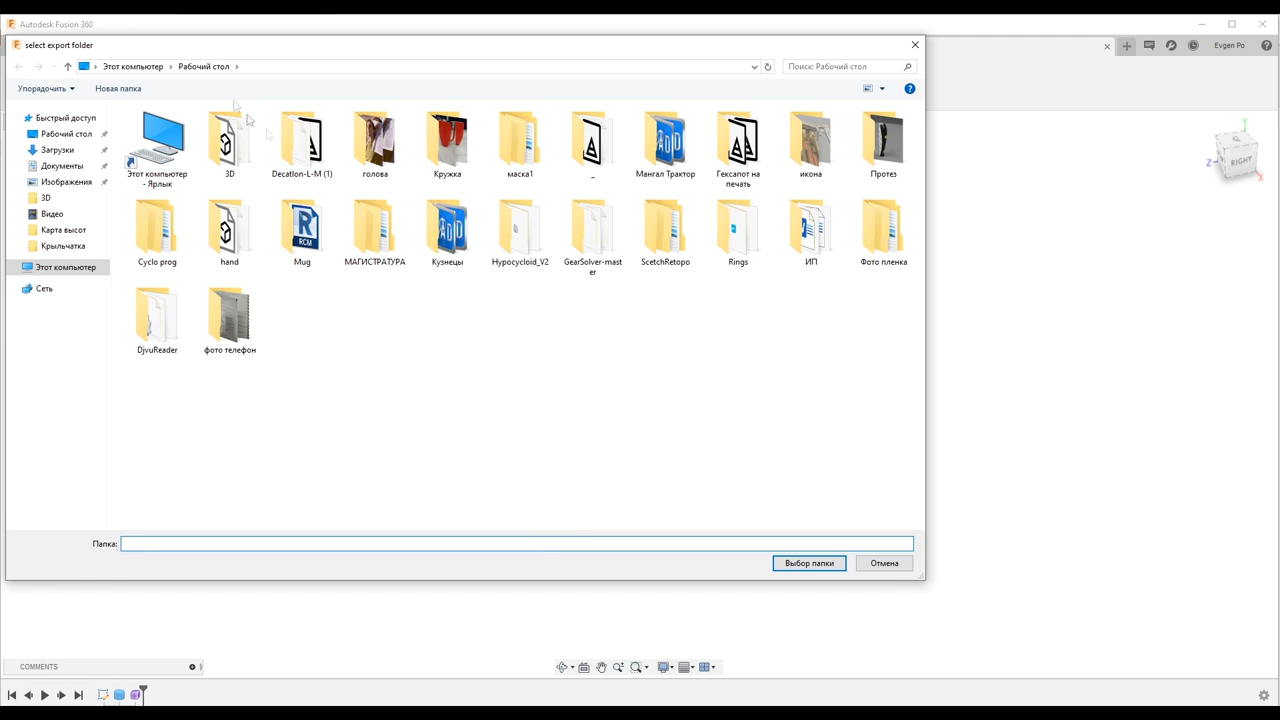 Autodesk Fusion 360
select export folder
Этот компьютер
Рабочий стол
Поиск: Рабочий стол
Evgen Po
Упорядочить
Новая папка
Быстрый доступ
Рабочий стол
Загрузки
Документы
Изображения
3D
Видео
Карта высот
Крыльчатка
Этот компьютер
Сеть
Этот компьютер
- Ярлык
3D
Decatlon-L-M (1)
голова
Кружка
маска1
_
Мангал Трактор
Гексапот на
печать
икона
Протез
Cyclo prog
hand
Mug
МАГИСТРАТУРА
Кузнецы
Hypocycloid_V2
GearSolver-mast
er
ScetchRetopo
Rings
ИП
Фото пленка
DjvuReader
фото телефон
RCM
Папка:
Выбор папки
Отмена
RIGHT
Y
Z
X
COMMENTS